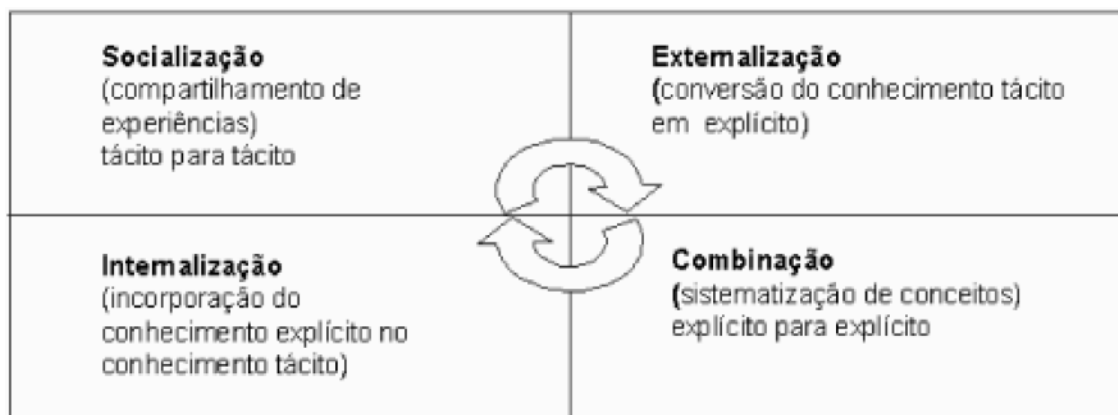 Socialização
(compartilhamento de
experiências)
tácito para tácito
Externalização
(conversão do conhecimento tácito
em explícito)
Internalização
(incorporação do
conhecimento explícito no
conhecimento tácito)
Combinação
(sistematização de conceitos)
explícito para explícito